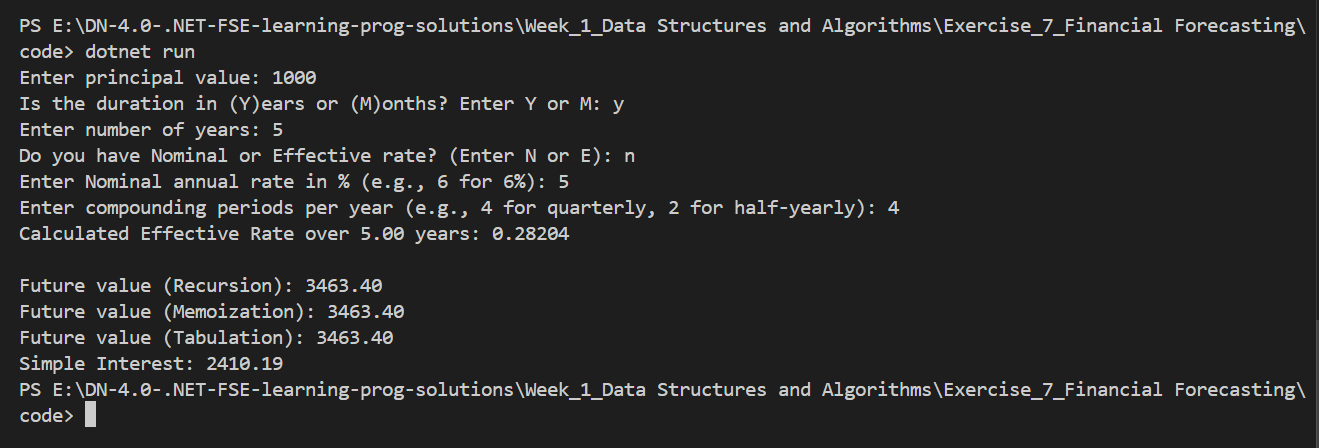 PS E:\DN-4.0-.NET-FSE-learning-prog-solutions\Week_1_Data Structures and Algorithms\Exercise_7_Financial Forecasting\
code> dotnet run
Enter principal value: 1000
Is the duration in (Y)ears or (M)onths? Enter Y or M: y
Enter number of years: 5
Do you have Nominal or Effective rate? (Enter N or E): n
Enter Nominal annual rate in % (e.g., 6 for 6%): 5
Enter compounding periods per year (e.g., 4 for quarterly, 2 for half-yearly): 4
Calculated Effective Rate over 5.00 years: 0.28204

Future value (Recursion): 3463.40
Future value (Memoization): 3463.40
Future value (Tabulation): 3463.40
Simple Interest: 2410.19
PS E:\DN-4.0-.NET-FSE-learning-prog-solutions\Week_1_Data Structures and Algorithms\Exercise_7_Financial Forecasting\
code>